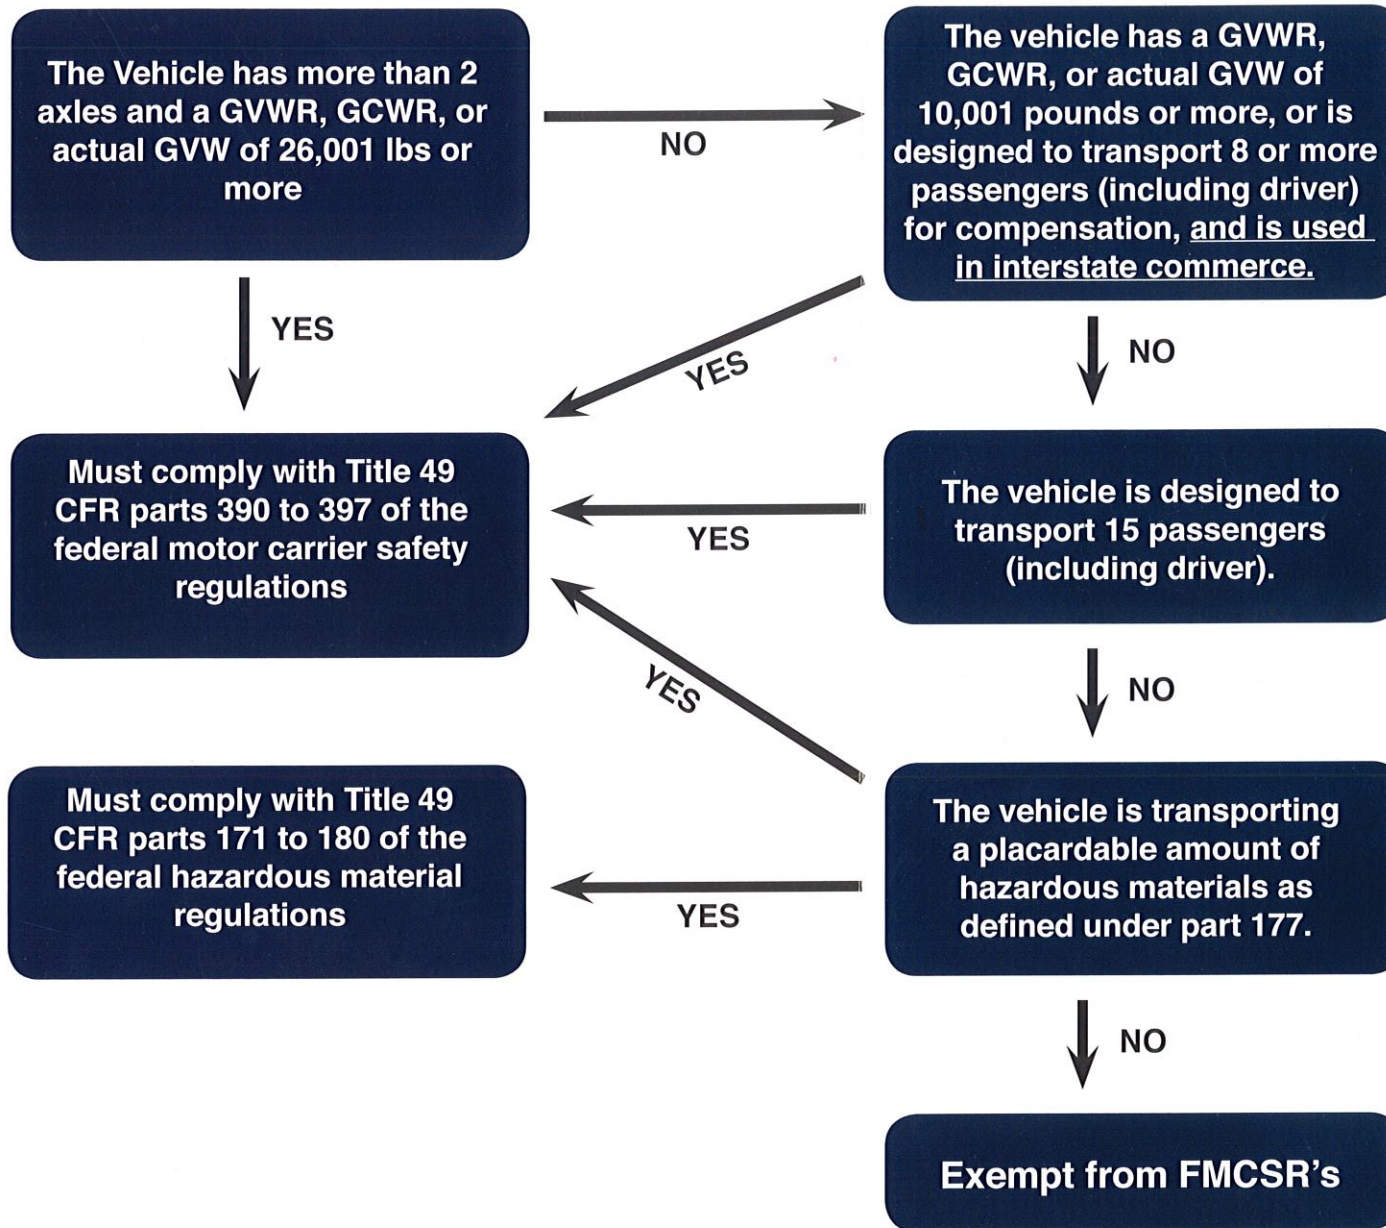 The Vehicle has more than 2
axles and a GVWR, GCWR, or
actual GVW of 26,001 lbs or
more
NO
The vehicle has a GVWR,
GCWR, or actual GVW of
10,001 pounds or more, or is
designed to transport 8 or more
passengers (including driver)
for compensation, and is used
in interstate commerce.
YES
YES
NO
Must comply with Title 49
CFR parts 390 to 397 of the
federal motor carrier safety
regulations
YES
The vehicle is designed to
transport 15 passengers
(including driver).
YES
NO
Must comply with Title 49
CFR parts 171 to 180 of the
federal hazardous material
regulations
YES
The vehicle is transporting
a placardable amount of
hazardous materials as
defined under part 177.
NO
Exempt from FMCSR's